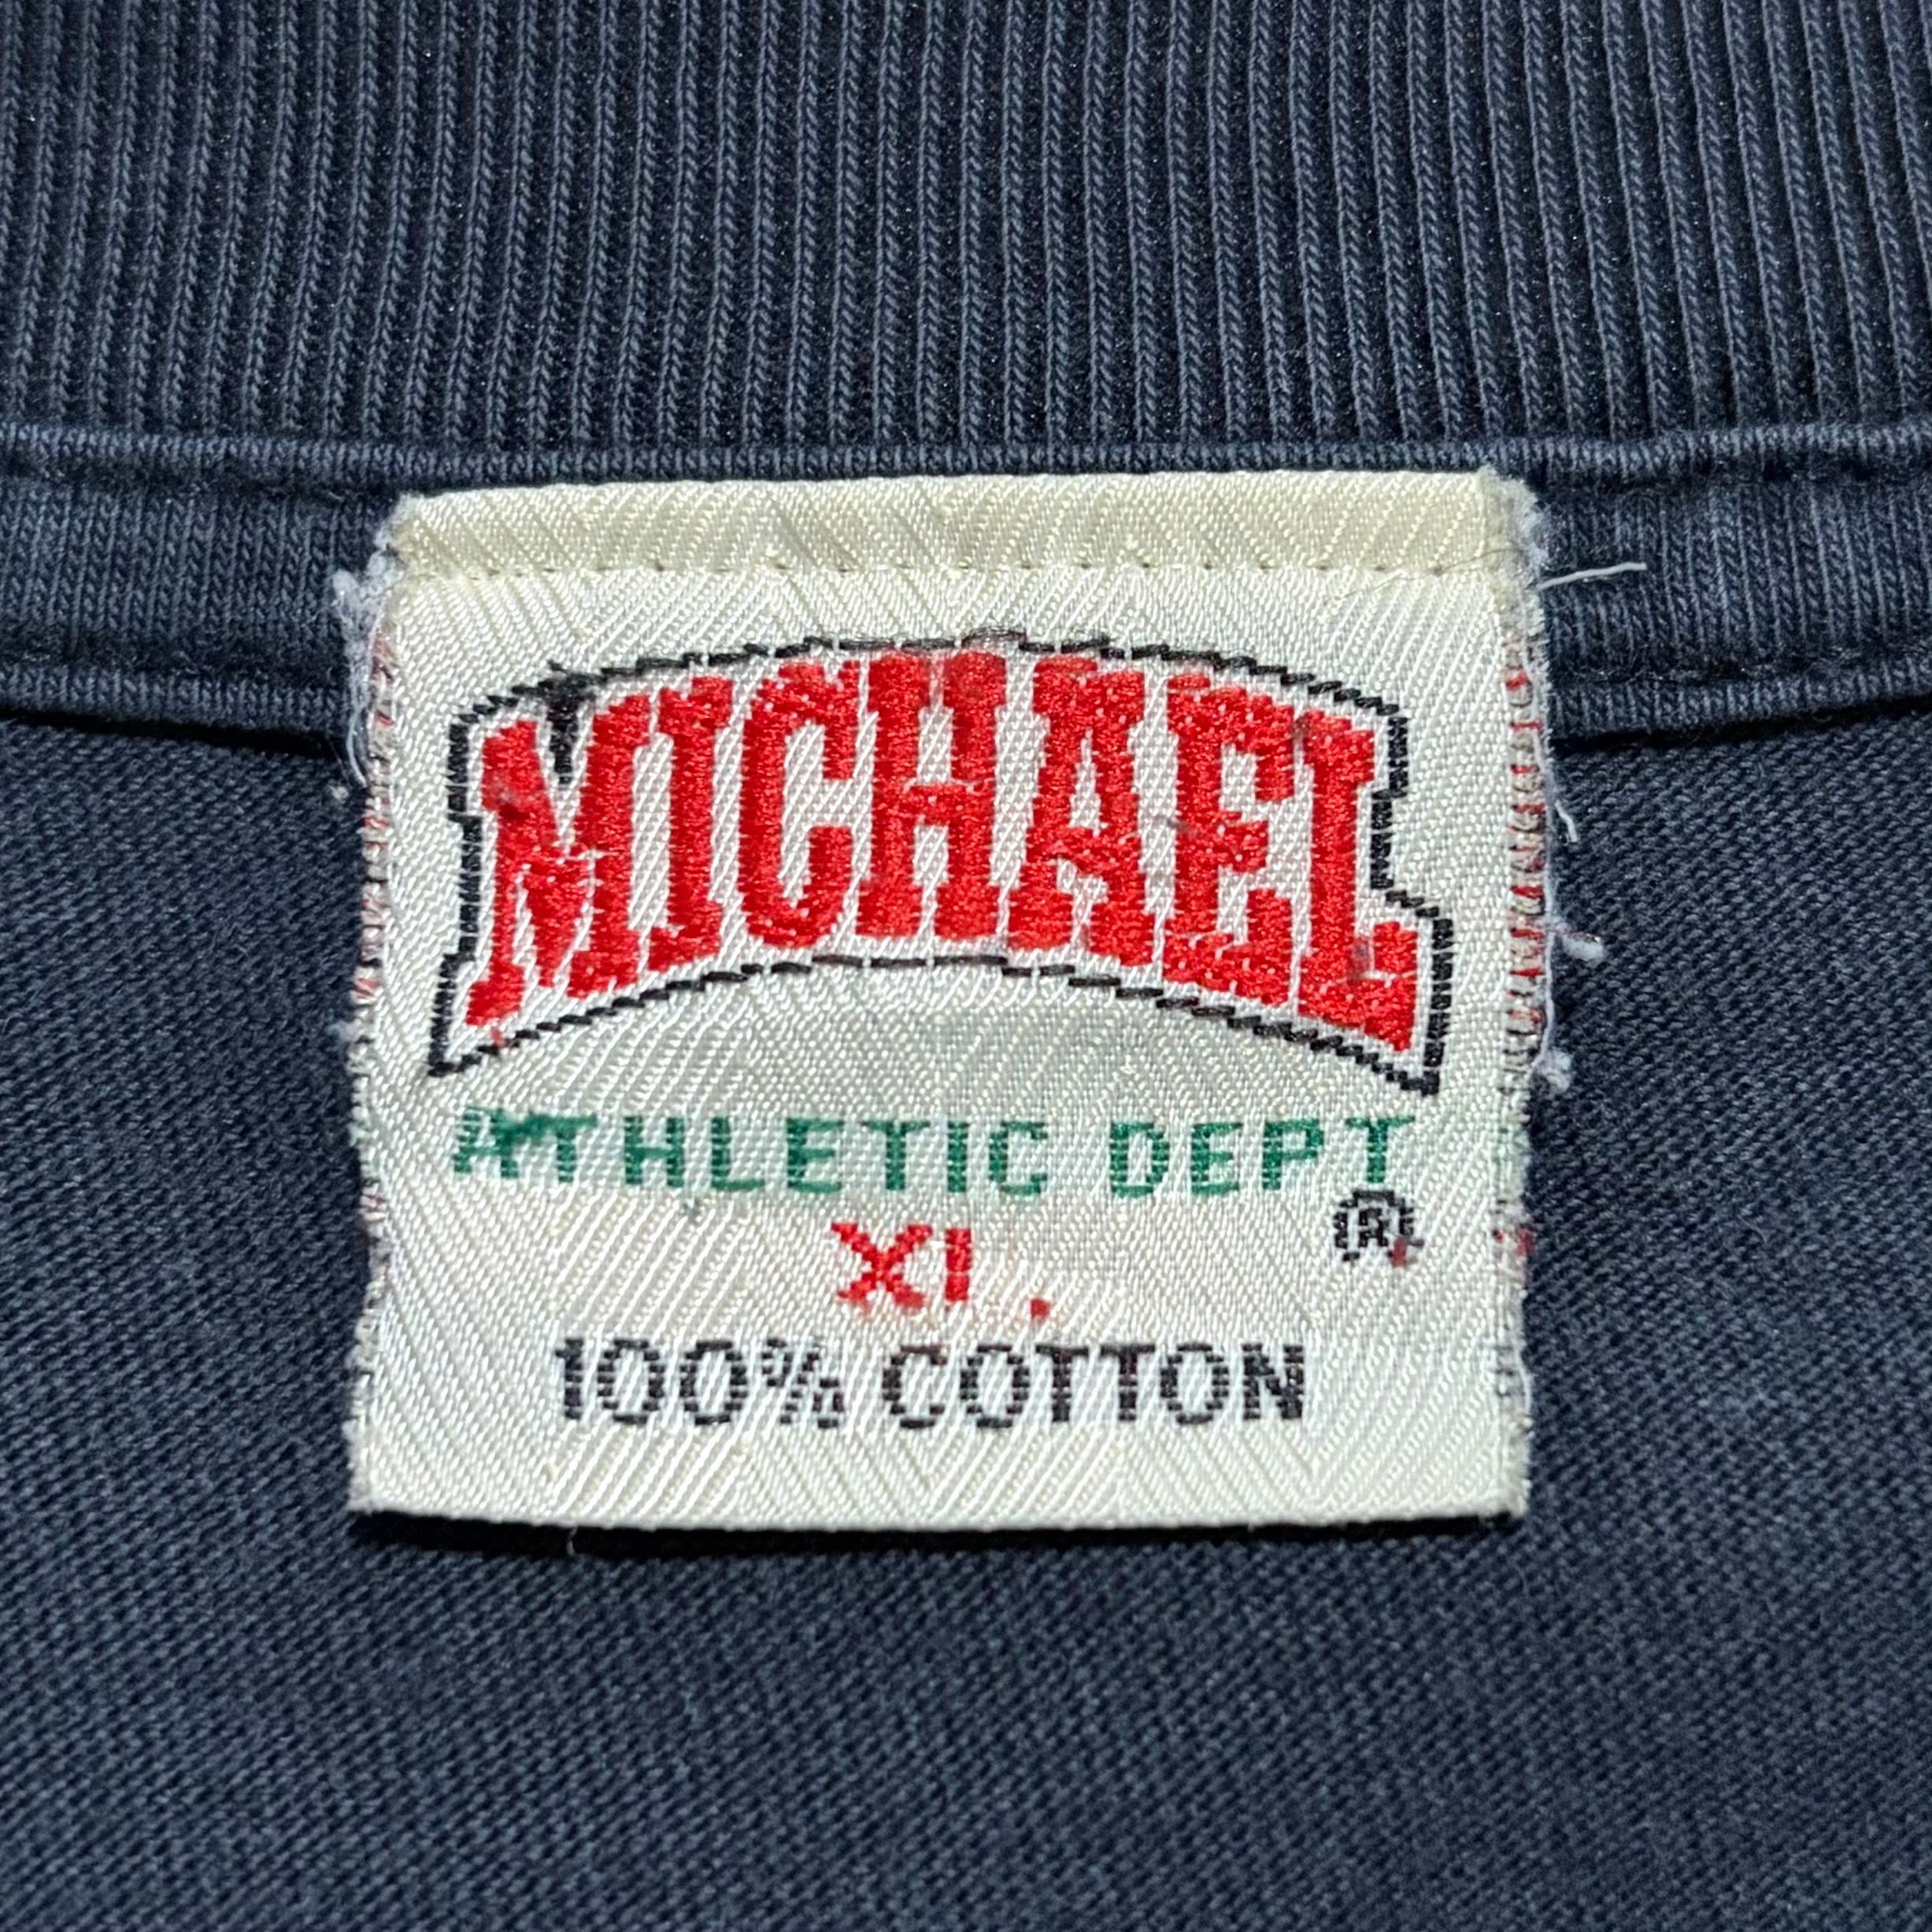 MICHAEL
ATHLETIC DEPT
®
XL
100% COTTON